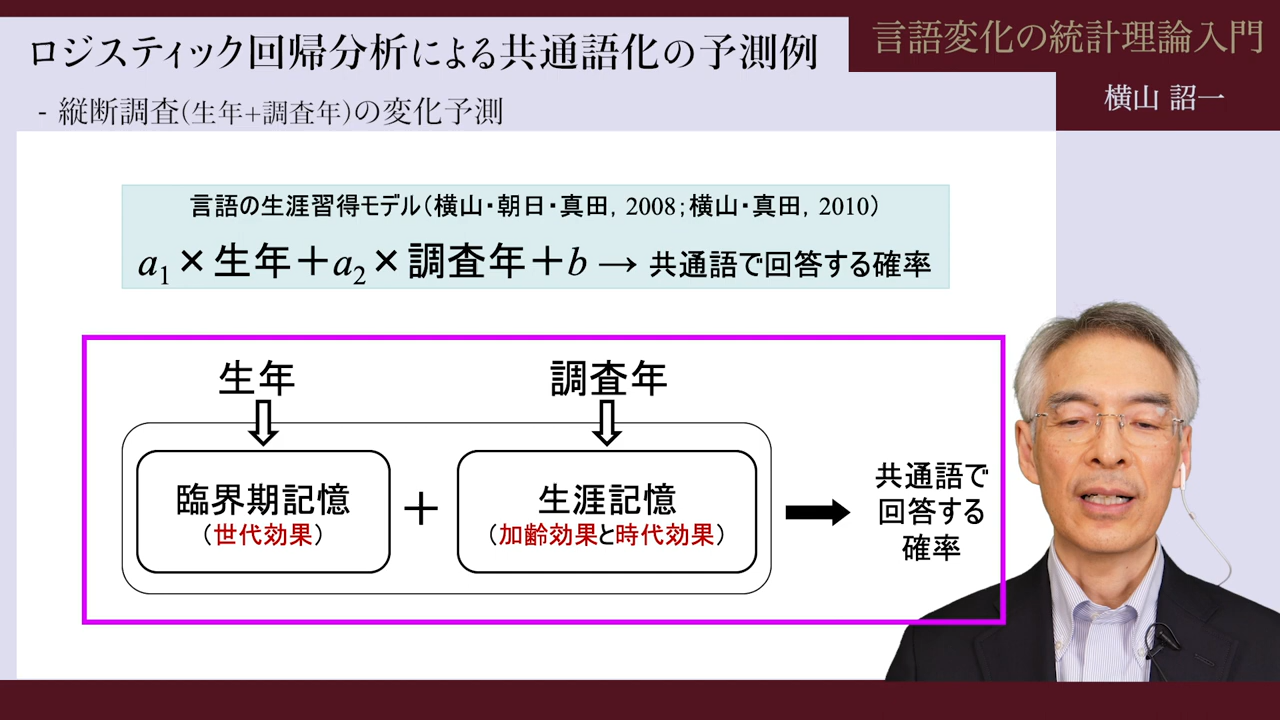 ロジスティック回帰分析による共通語化の予測例
言語変化の統計理論入門
横山 詔一
- 縦断調査(生年+調査年)の変化予測
言語の生涯習得モデル(横山・朝日・真田, 2008;横山・真田, 2010)
a1×生年+a2×調査年+b → 共通語で回答する確率
生年
調査年
臨界期記憶
(世代効果)
+
生涯記憶
(加齢効果と時代効果)
共通語で
回答する
確率